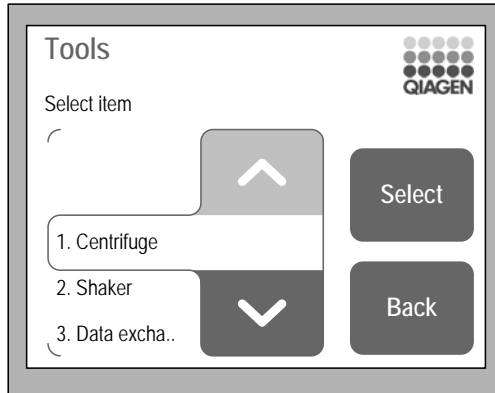 Tools
QIAGEN
Select item
Select
1. Centrifuge
2. Shaker
Back
3. Data excha..